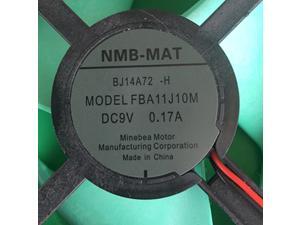 NMB-MAT
BJ14A72 -H
MODEL FBA11J10M
DC9V 0.17A
Minebea Motor
Manufacturing Corporation
Made in China